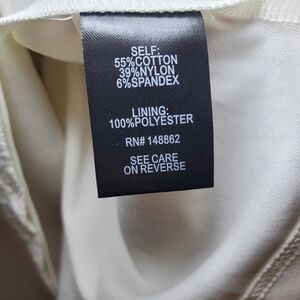 SELF:
55%COTTON
39%NYLON
6%SPANDEX
LINING:
100%POLYESTER
RN# 148862
SEE CARE
ON REVERSE